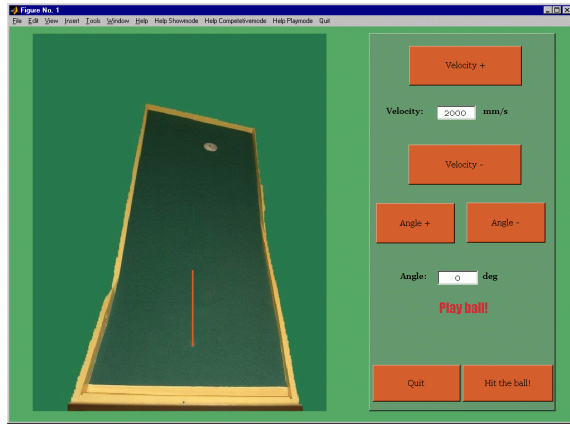 Figure No. 1
File Edit View Insert Tools Window Help Help Showmode Help Competetivemode Help Playmode Quit
Velocity +
Velocity: 2000 mm/s
Velocity -
Angle + Angle -
Angle: 0 deg
Play ball!
Quit Hit the ball!